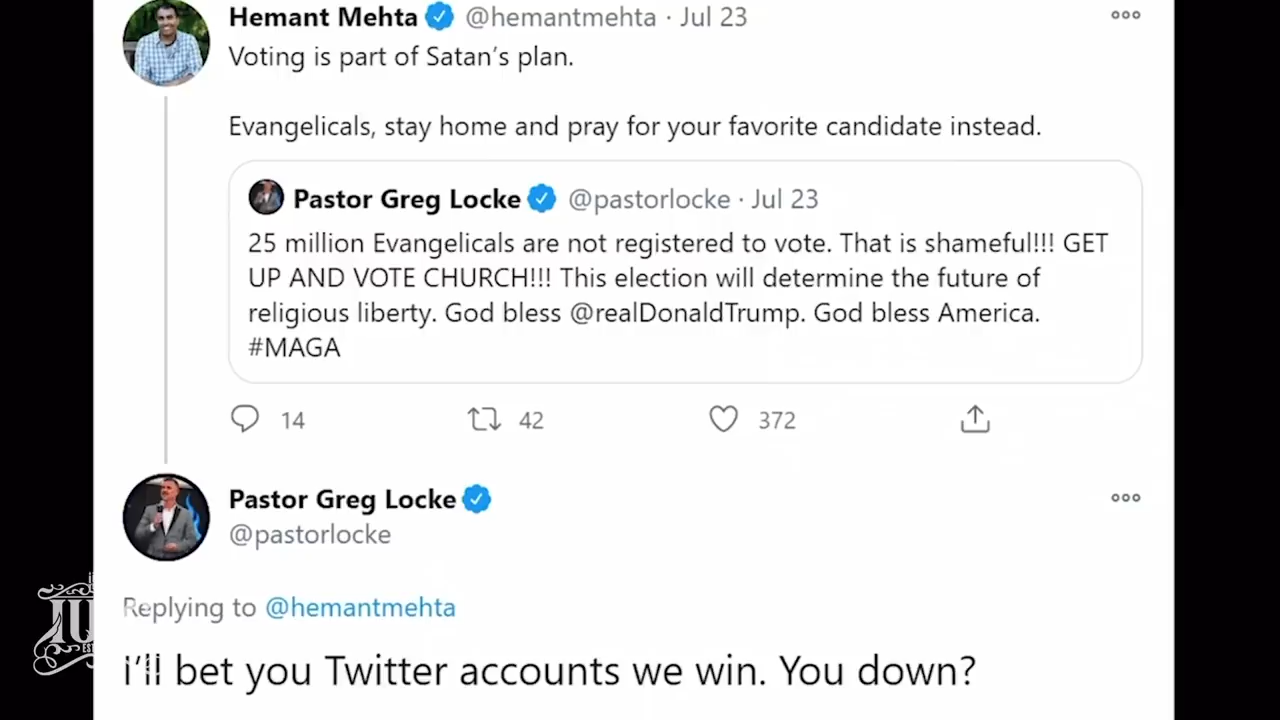 Hemant Mehta @hemantmehta · Jul 23
Voting is part of Satan’s plan.
Evangelicals, stay home and pray for your favorite candidate instead.
Pastor Greg Locke @pastorlocke · Jul 23
25 million Evangelicals are not registered to vote. That is shameful!!! GET
UP AND VOTE CHURCH!!! This election will determine the future of
religious liberty. God bless @realDonaldTrump. God bless America.
#MAGA
14 42 372
Pastor Greg Locke
@pastorlocke
Replying to @hemantmehta
I’ll bet you Twitter accounts we win. You down?